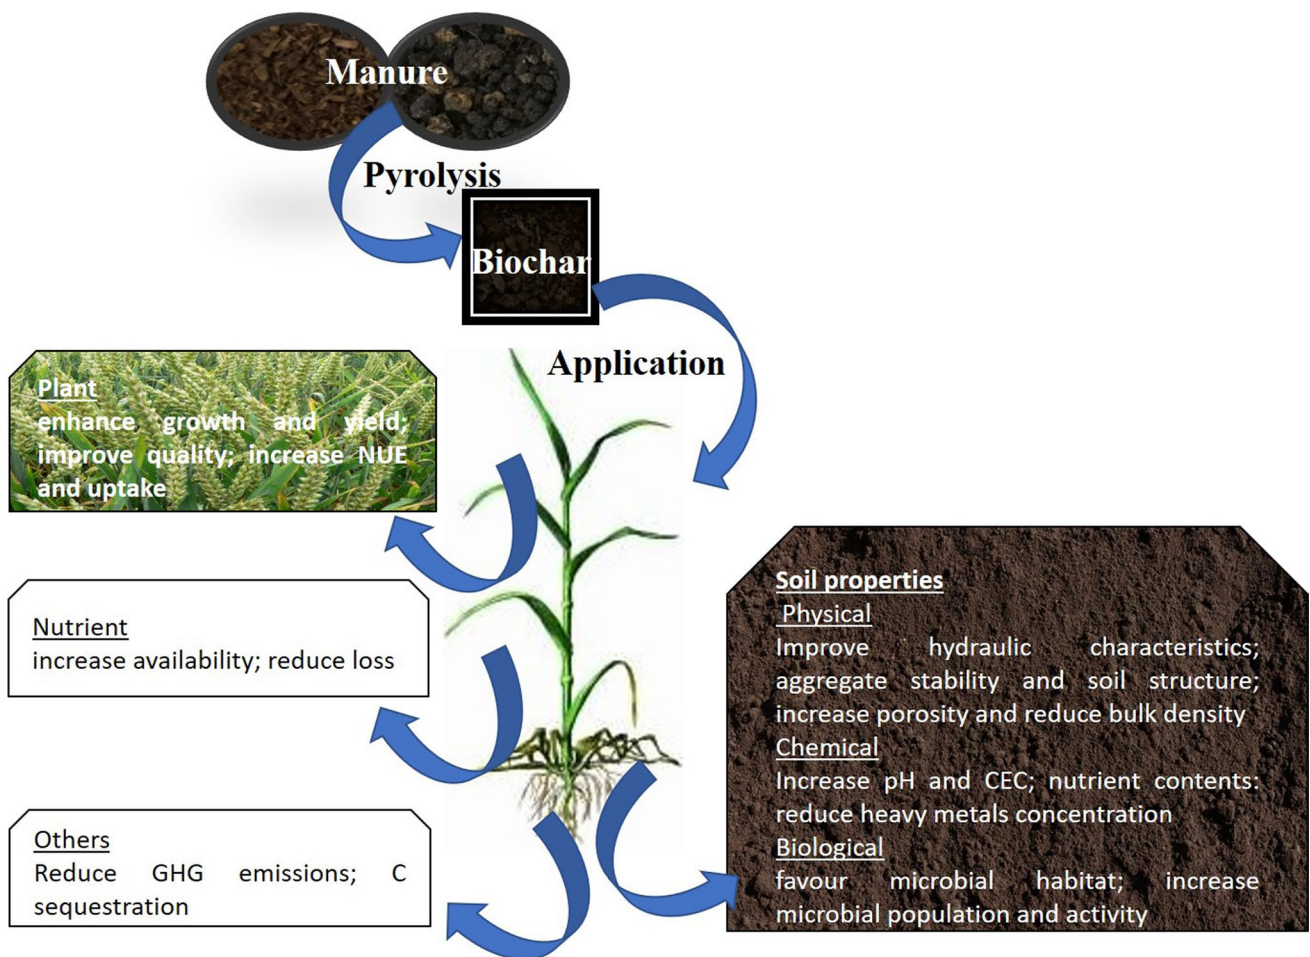 Manure
Pyrolysis
Biochar
Application
Plant
enhance growth and yield;
improve quality; increase NUE
and uptake
Nutrient
increase availability; reduce loss
Others
Reduce GHG emissions; C
sequestration
Soil properties
Physical
Improve hydraulic characteristics;
aggregate stability and soil structure;
increase porosity and reduce bulk density
Chemical
Increase pH and CEC; nutrient contents:
reduce heavy metals concentration
Biological
favour microbial habitat; increase
microbial population and activity